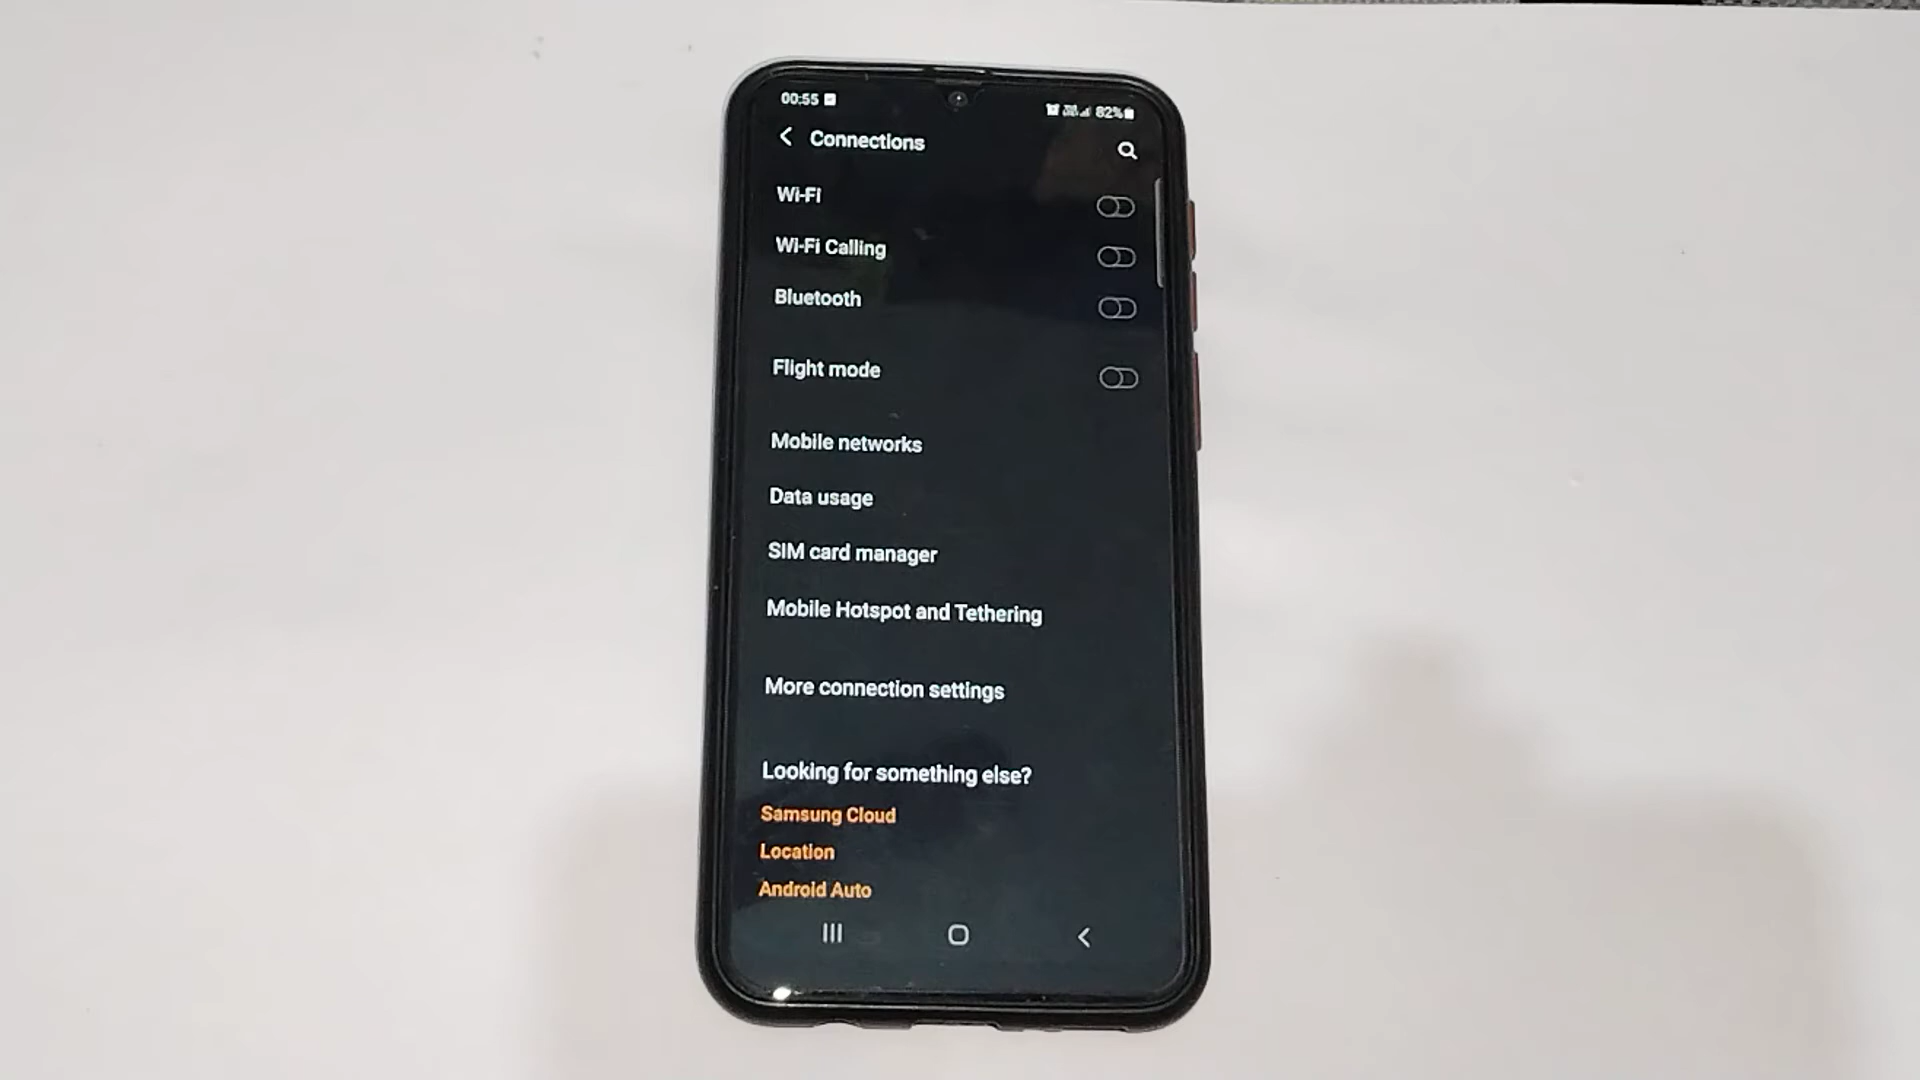 00:55
82%
Connections
Wi-Fi
Wi-Fi Calling
Bluetooth
Flight mode
Mobile networks
Data usage
SIM card manager
Mobile Hotspot and Tethering
More connection settings
Looking for something else?
Samsung Cloud
Location
Android Auto